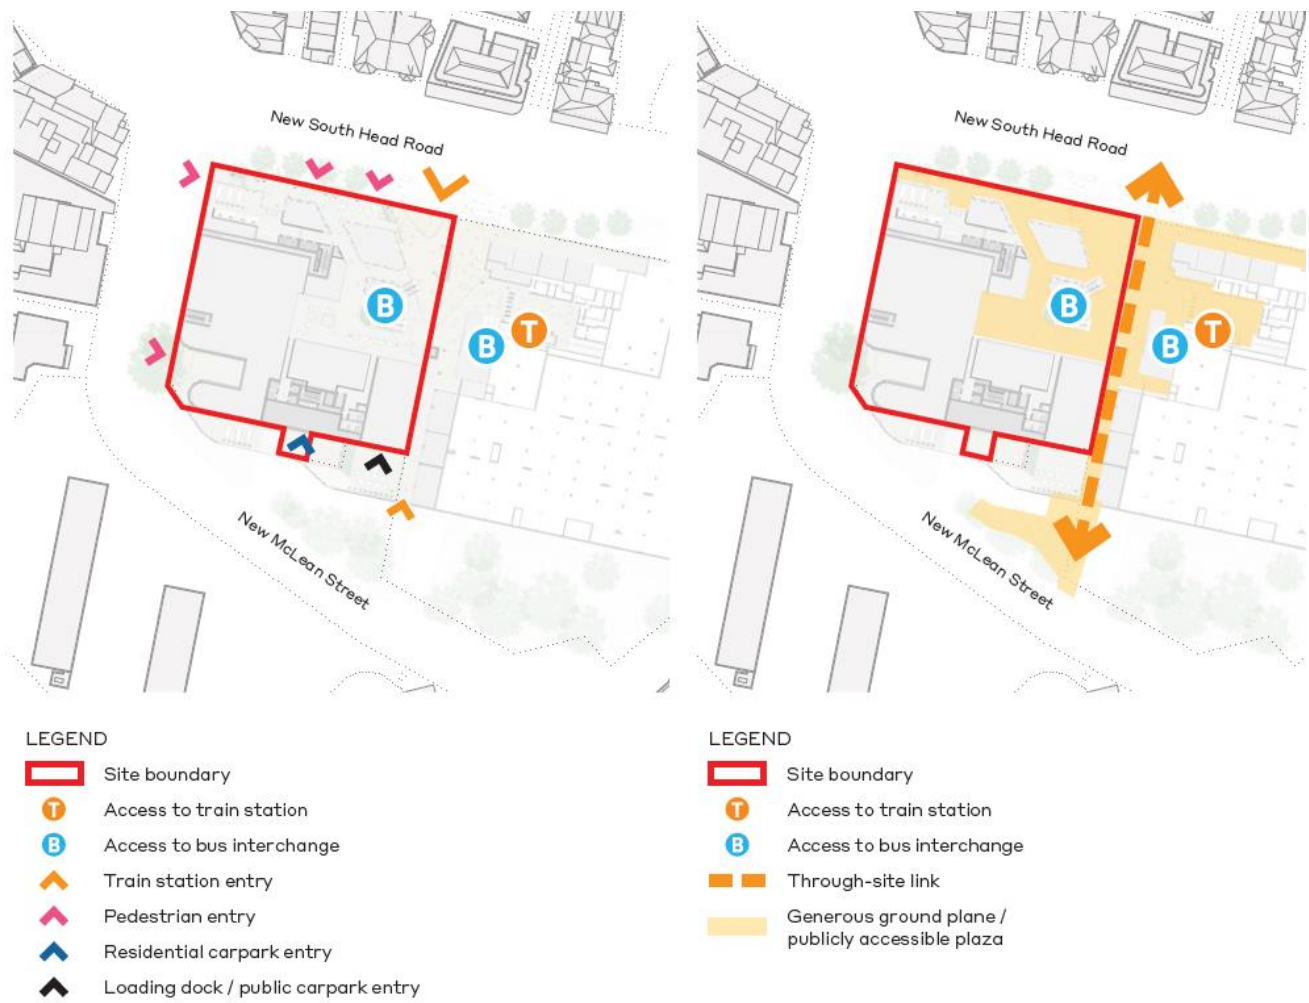 New South Head Road
B
B
T
New McLean Street
New South Head Road
B
B
T
New McLean Street
LEGEND
Site boundary
T Access to train station
B Access to bus interchange
Train station entry
Pedestrian entry
Residential carpark entry
Loading dock / public carpark entry
LEGEND
Site boundary
T Access to train station
B Access to bus interchange
Through-site link
Generous ground plane /
publicly accessible plaza